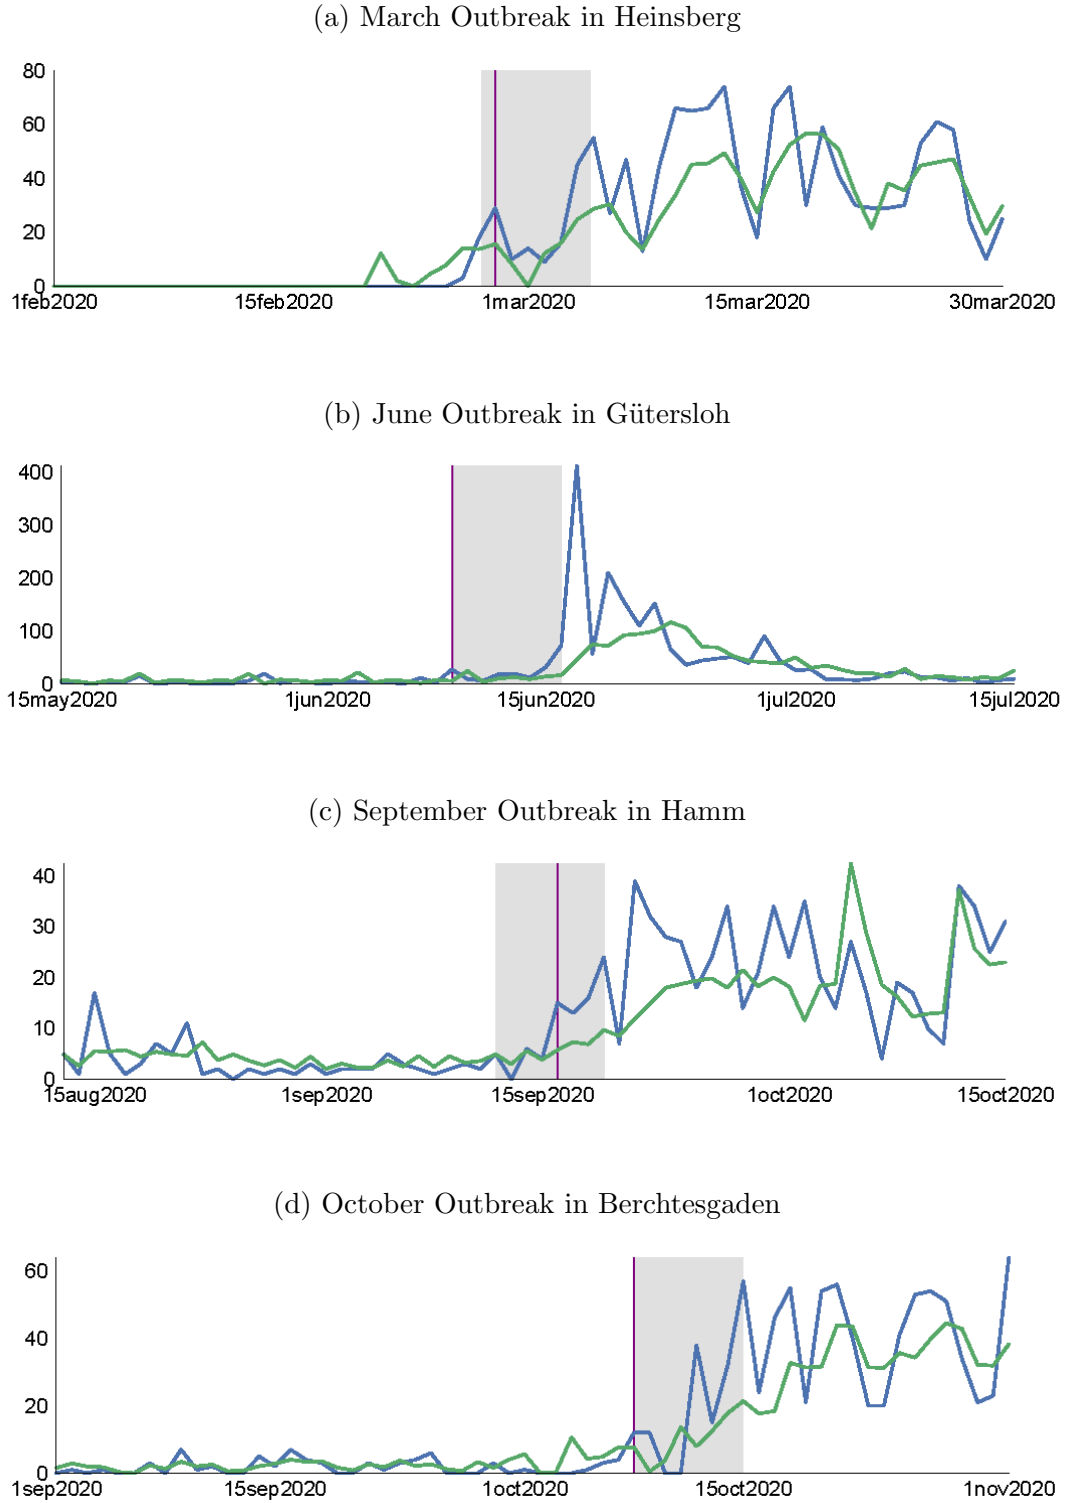 (a) March Outbreak in Heinsberg
80
60
40
20
0
1feb2020 15feb2020 1mar2020 15mar2020 30mar2020
(b) June Outbreak in Gütersloh
400
300
200
100
0
15may2020 1jun2020 15jun2020 1jul2020 15jul2020
(c) September Outbreak in Hamm
40
30
20
10
0
15aug2020 1sep2020 15sep2020 1oct2020 15oct2020
(d) October Outbreak in Berchtesgaden
60
40
20
0
1sep2020 15sep2020 1oct2020 15oct2020 1nov2020